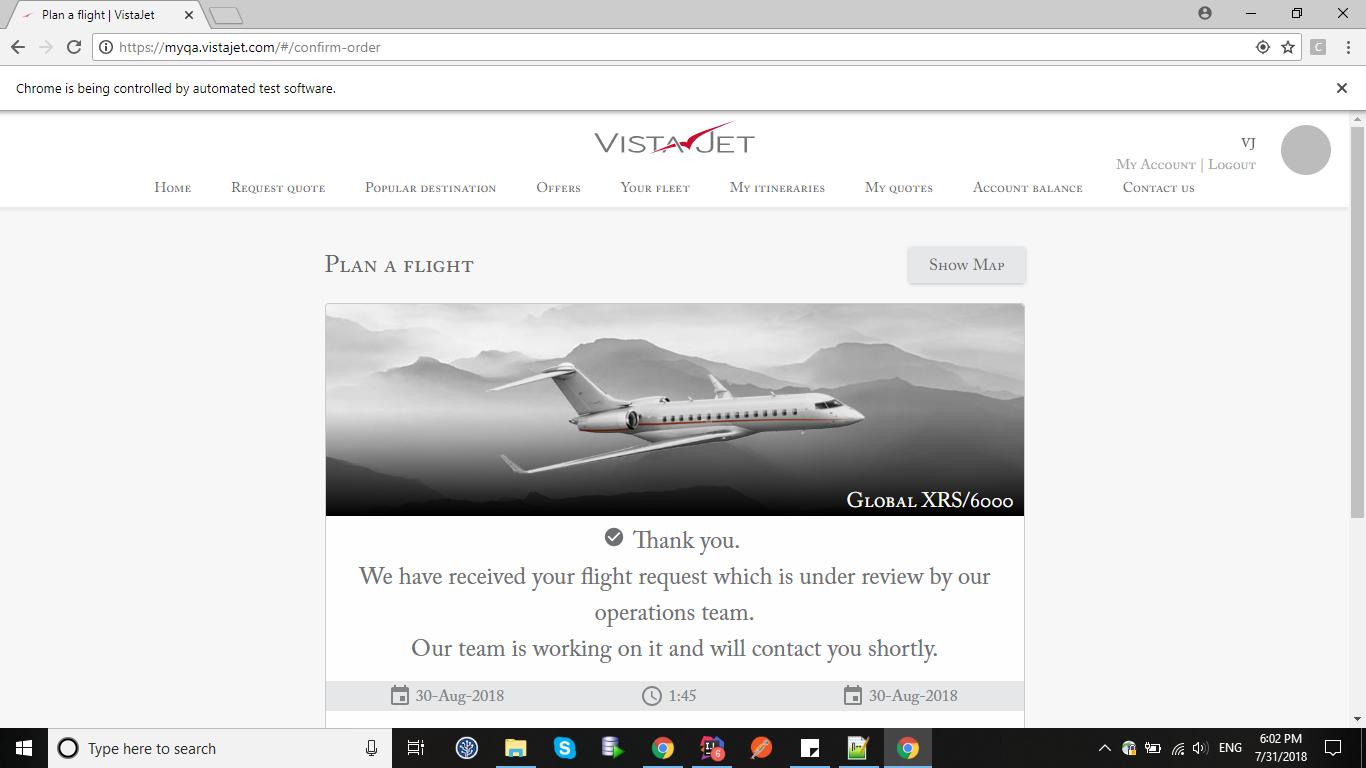 Plan a flight | VistaJet
https://myqa.vistajet.com/#/confirm-order
C
Chrome is being controlled by automated test software.
VISTAJET
VJ
My Account | Logout
Home Request quote Popular destination Offers Your fleet My itineraries My quotes Account balance Contact us
Plan a flight
Show Map
Global XRS/6000
Thank you.
We have received your flight request which is under review by our
operations team.
Our team is working on it and will contact you shortly.
30-Aug-2018 1:45 30-Aug-2018
Type here to search
ENG
6:02 PM
7/31/2018